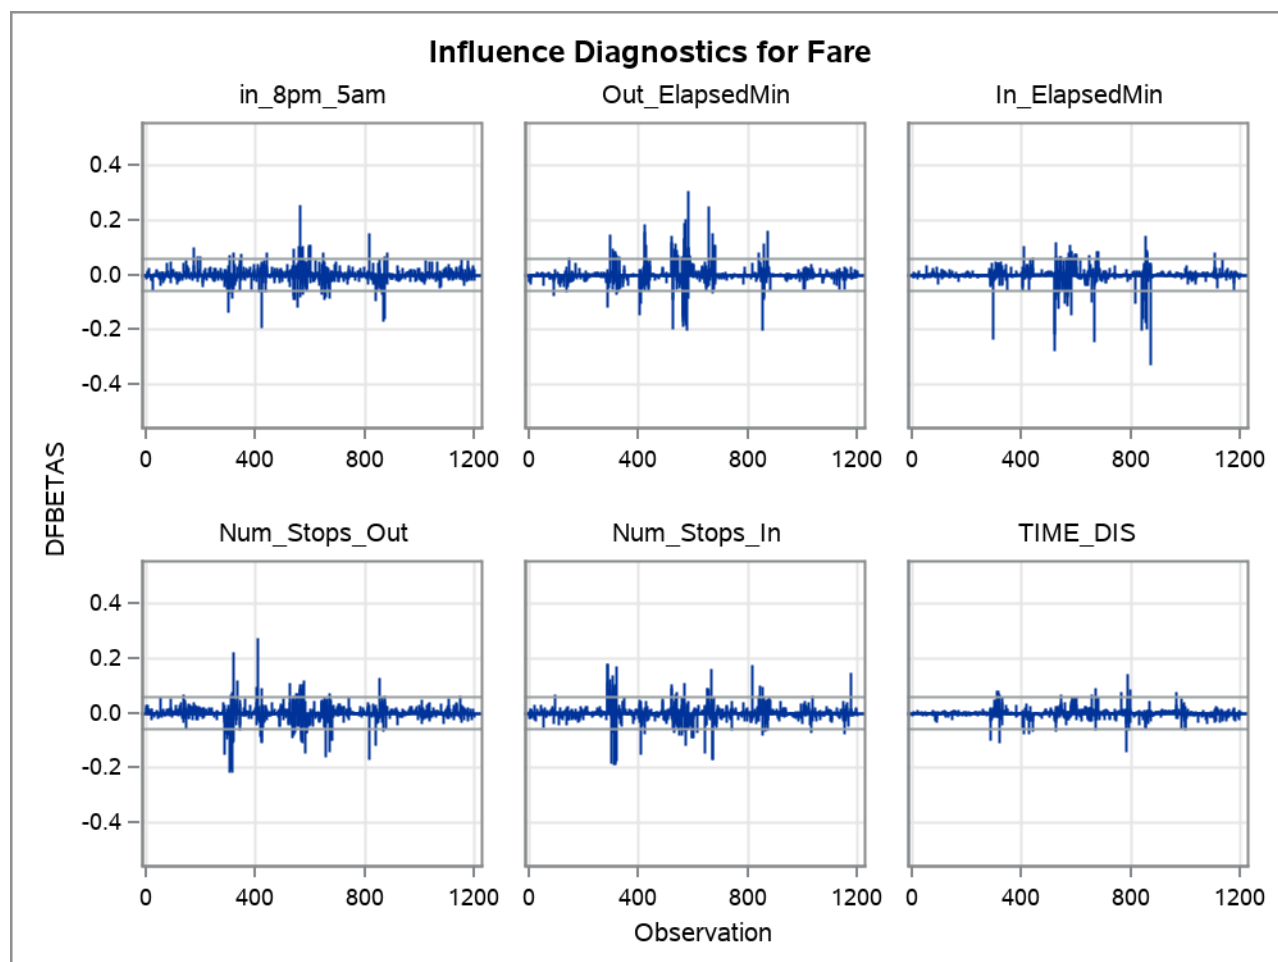 Influence Diagnostics for Fare
in_8pm_5am Out_ElapsedMin In_ElapsedMin
0.4
0.2
0.0
-0.2
-0.4
0 400 800 1200 0 400 800 1200 0 400 800 1200
DFBETAS
Num_Stops_Out Num_Stops_In TIME_DIS
0.4
0.2
0.0
-0.2
-0.4
0 400 800 1200 0 400 800 1200 0 400 800 1200
Observation